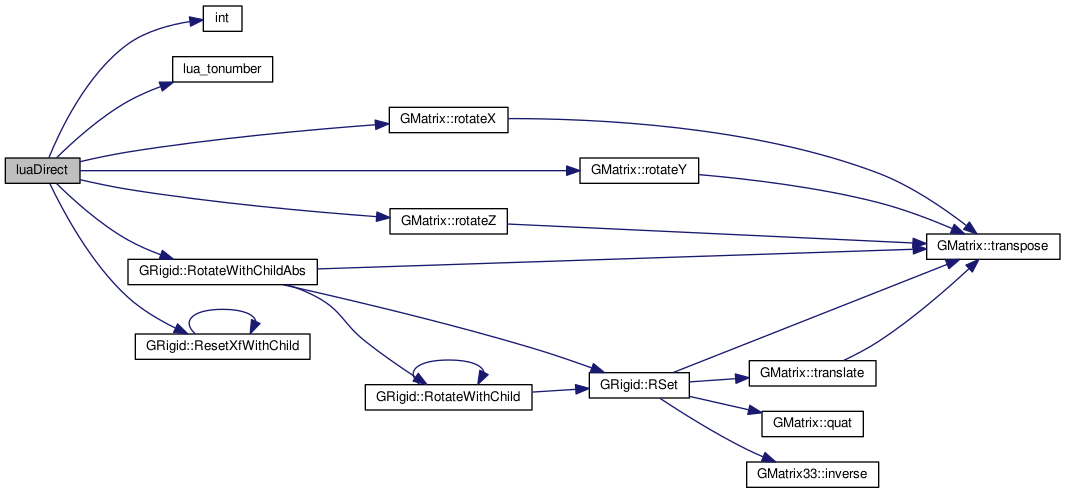 int
lua_tonumber
GMatrix::rotateX
luaDirect
GMatrix::rotateY
GMatrix::rotateZ
GMatrix::transpose
GRigid::RotateWithChildAbs
GRigid::ResetXfWithChild
GMatrix::translate
GRigid::RSet
GRigid::RotateWithChild
GMatrix::quat
GMatrix33::inverse